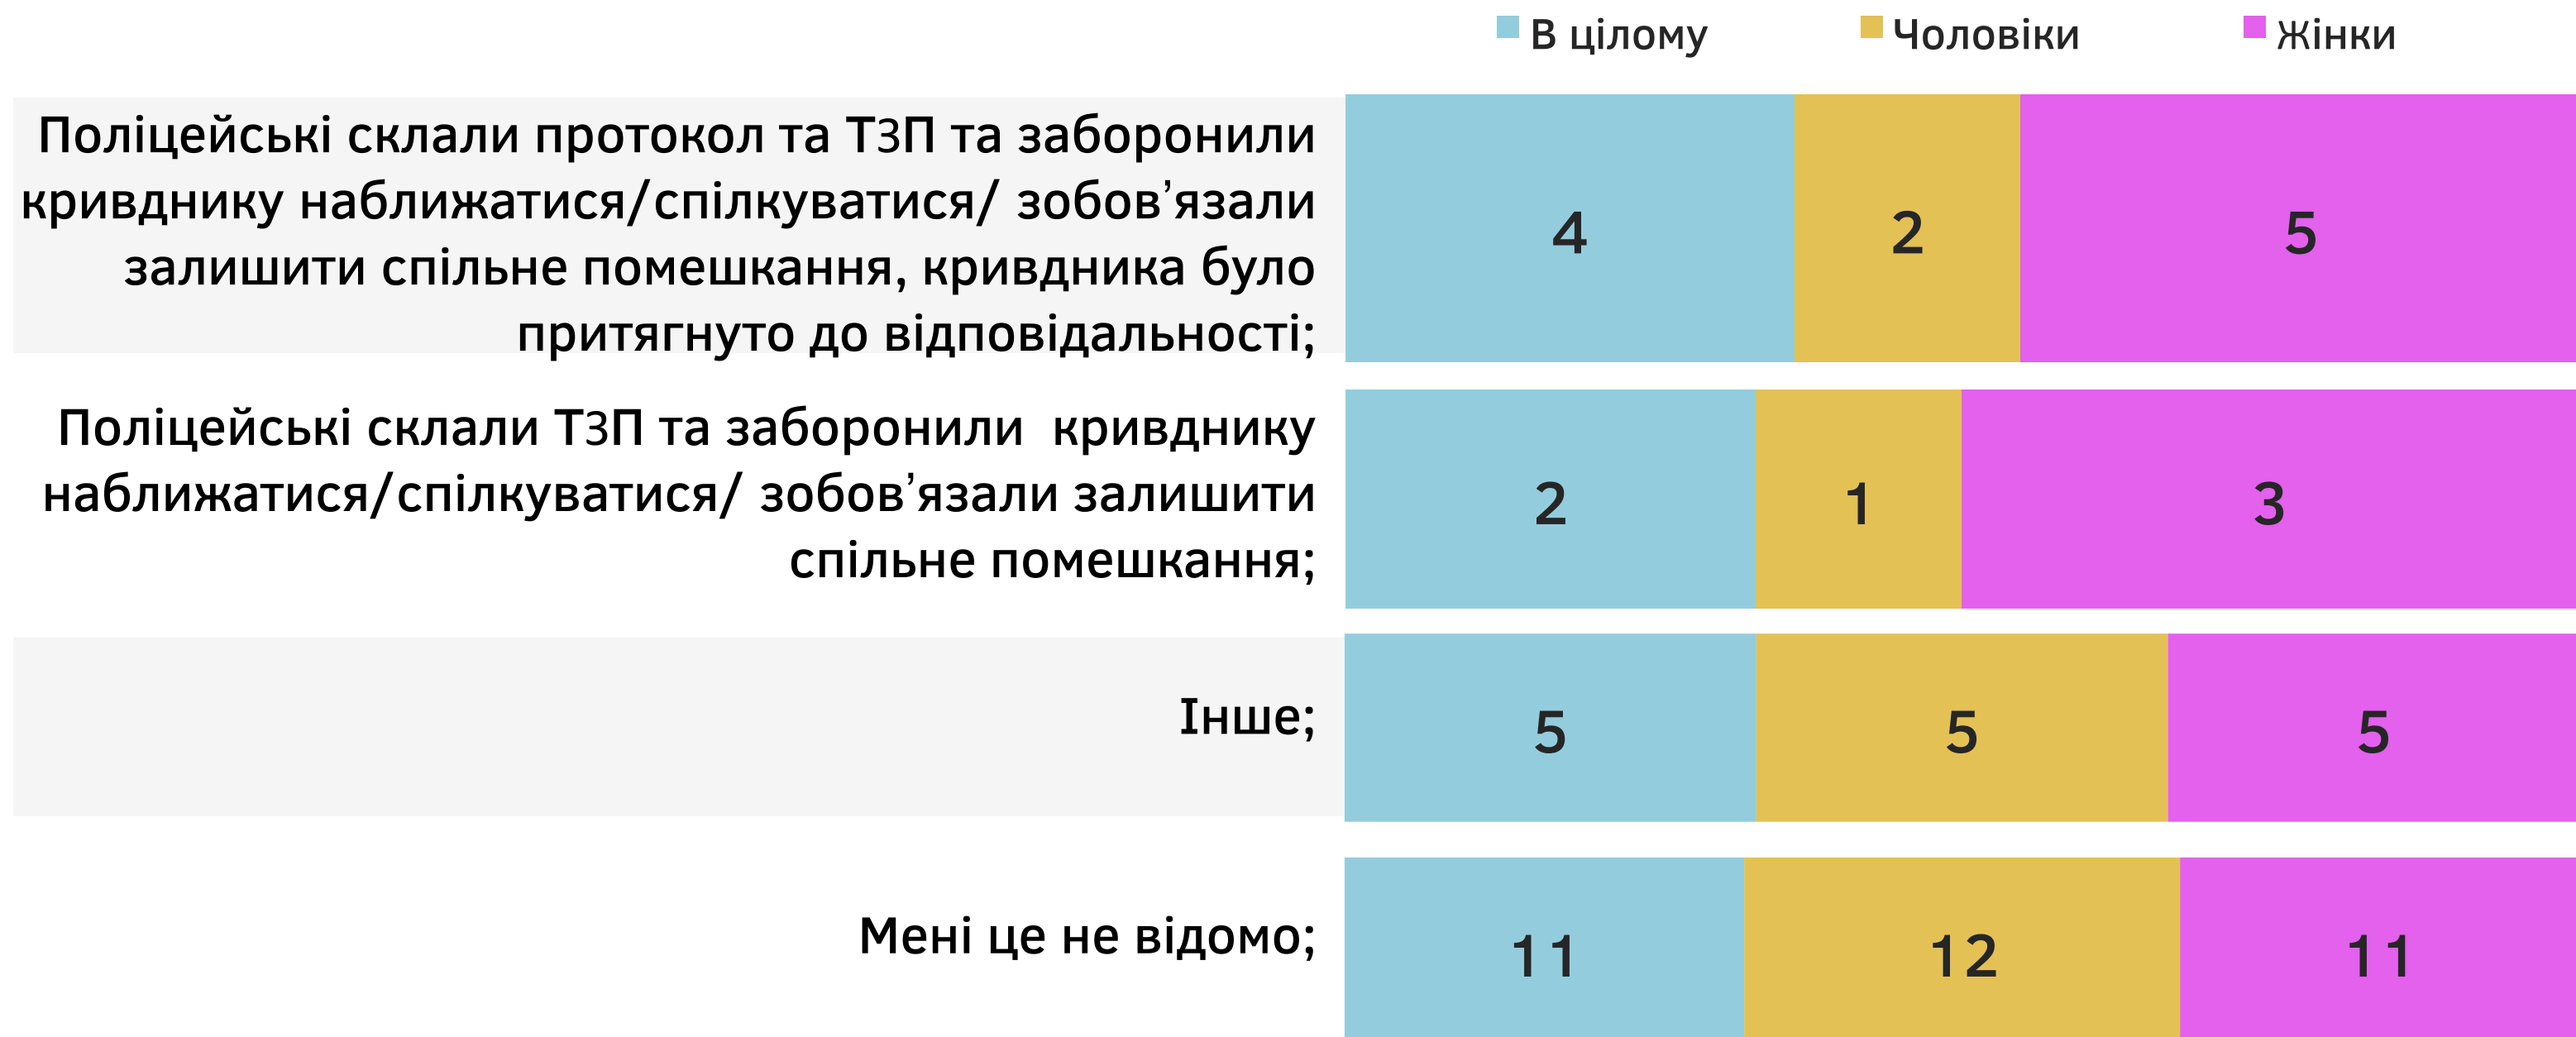 В цілому Чоловіки Жінки
Поліцейські склали протокол та ТЗП та заборонили
кривднику наближатися/спілкуватися/ зобов’язали
залишити спільне помешкання, кривдника було
притягнуто до відповідальності;
4 2 5
Поліцейські склали ТЗП та заборонили  кривднику
наближатися/спілкуватися/ зобов’язали залишити
спільне помешкання;
2 1 3
Інше;
5 5 5
Мені це не відомо;
11 12 11